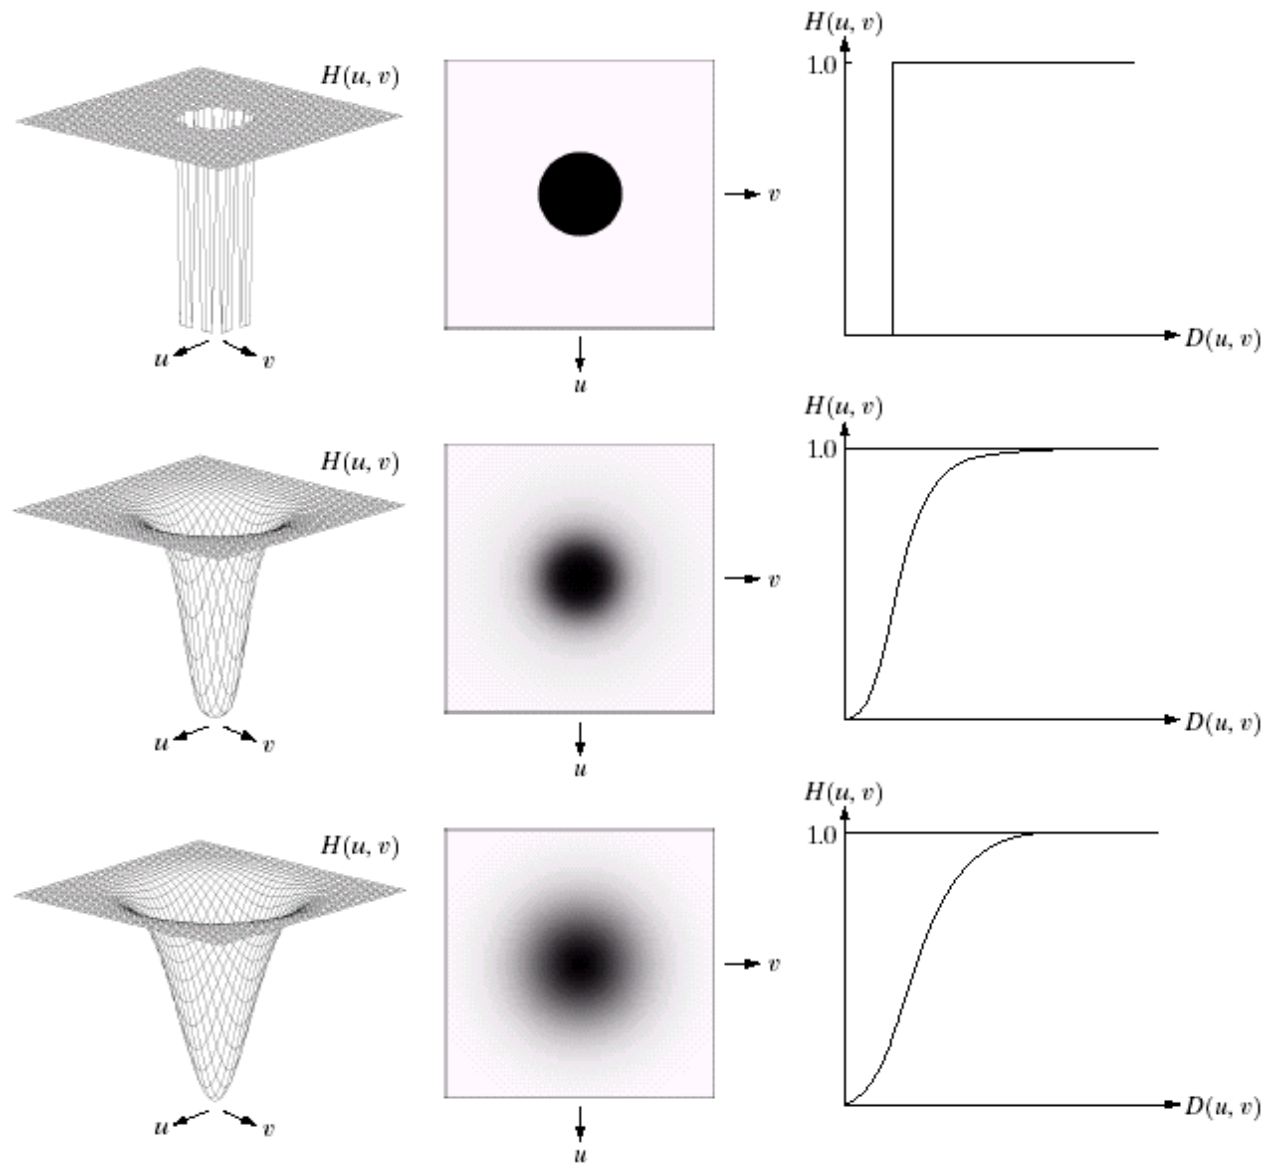 H(u, v)
u
v
v
u
H(u, v)
1.0
D(u, v)
H(u, v)
u
v
v
u
H(u, v)
1.0
D(u, v)
H(u, v)
u
v
v
u
H(u, v)
1.0
D(u, v)